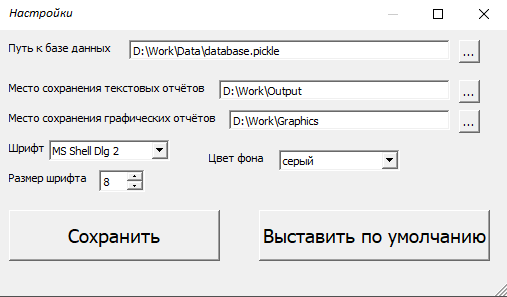 Настройки
Путь к базе данных D:\Work\Data\database.pickle ...
Место сохранения текстовых отчётов D:\Work\Output ...
Место сохранения графических отчётов D:\Work\Graphics ...
Шрифт MS Shell Dlg 2 Цвет фона серый
Размер шрифта 8
Сохранить Выставить по умолчанию